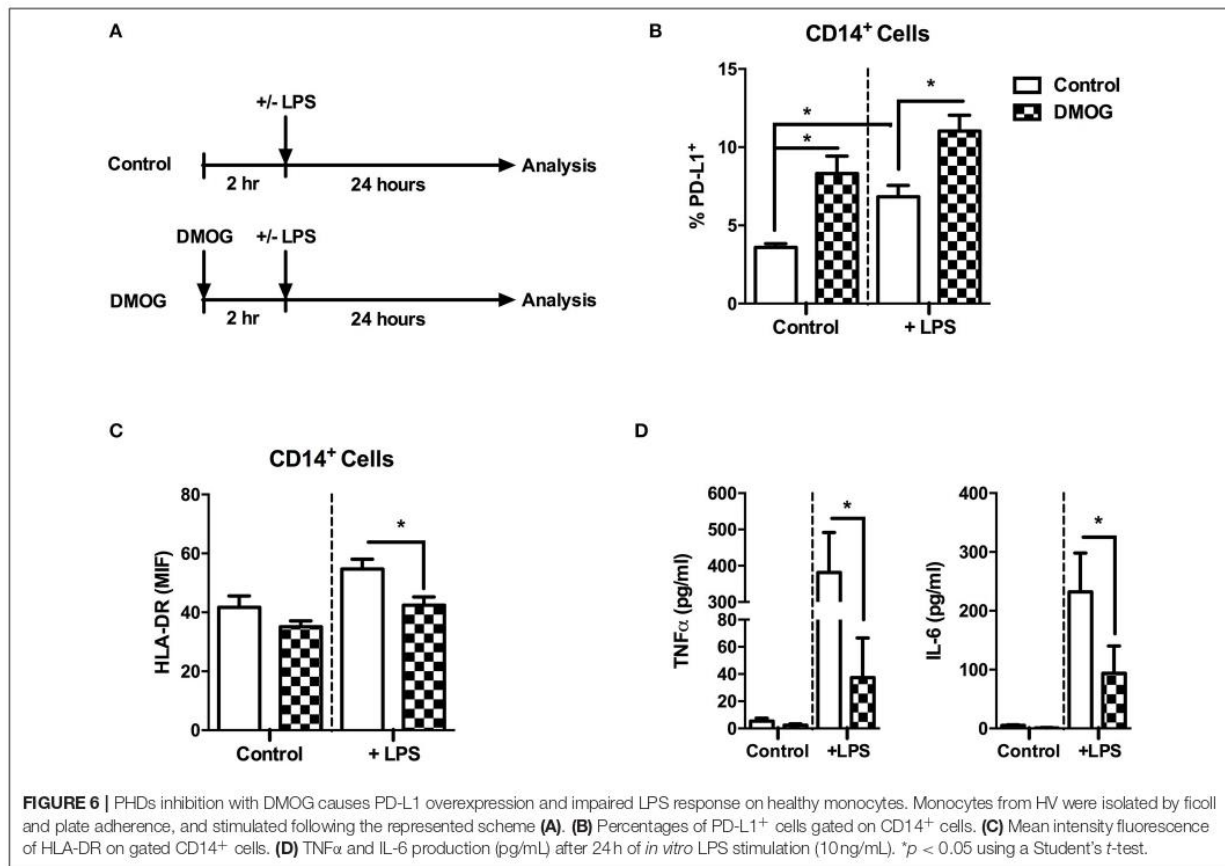 A
+/- LPS
Control
2 hr
24 hours
Analysis
DMOG
+/- LPS
DMOG
2 hr
24 hours
Analysis
B
CD14⁺ Cells
Control
DMOG
% PD-L1⁺
15
10
5
0
*
*
*
Control
+ LPS
C
CD14⁺ Cells
HLA-DR (MIF)
80
60
40
20
0
*
Control
+ LPS
D
TNFα (pg/ml)
600
500
400
300
80
60
40
20
0
*
Control
+LPS
IL-6 (pg/ml)
400
300
200
100
0
*
Control
+LPS
FIGURE 6 | PHDs inhibition with DMOG causes PD-L1 overexpression and impaired LPS response on healthy monocytes. Monocytes from HV were isolated by ficoll
and plate adherence, and stimulated following the represented scheme (A). (B) Percentages of PD-L1⁺ cells gated on CD14⁺ cells. (C) Mean intensity fluorescence
of HLA-DR on gated CD14⁺ cells. (D) TNFα and IL-6 production (pg/mL) after 24 h of in vitro LPS stimulation (10 ng/mL). *p < 0.05 using a Student's t-test.